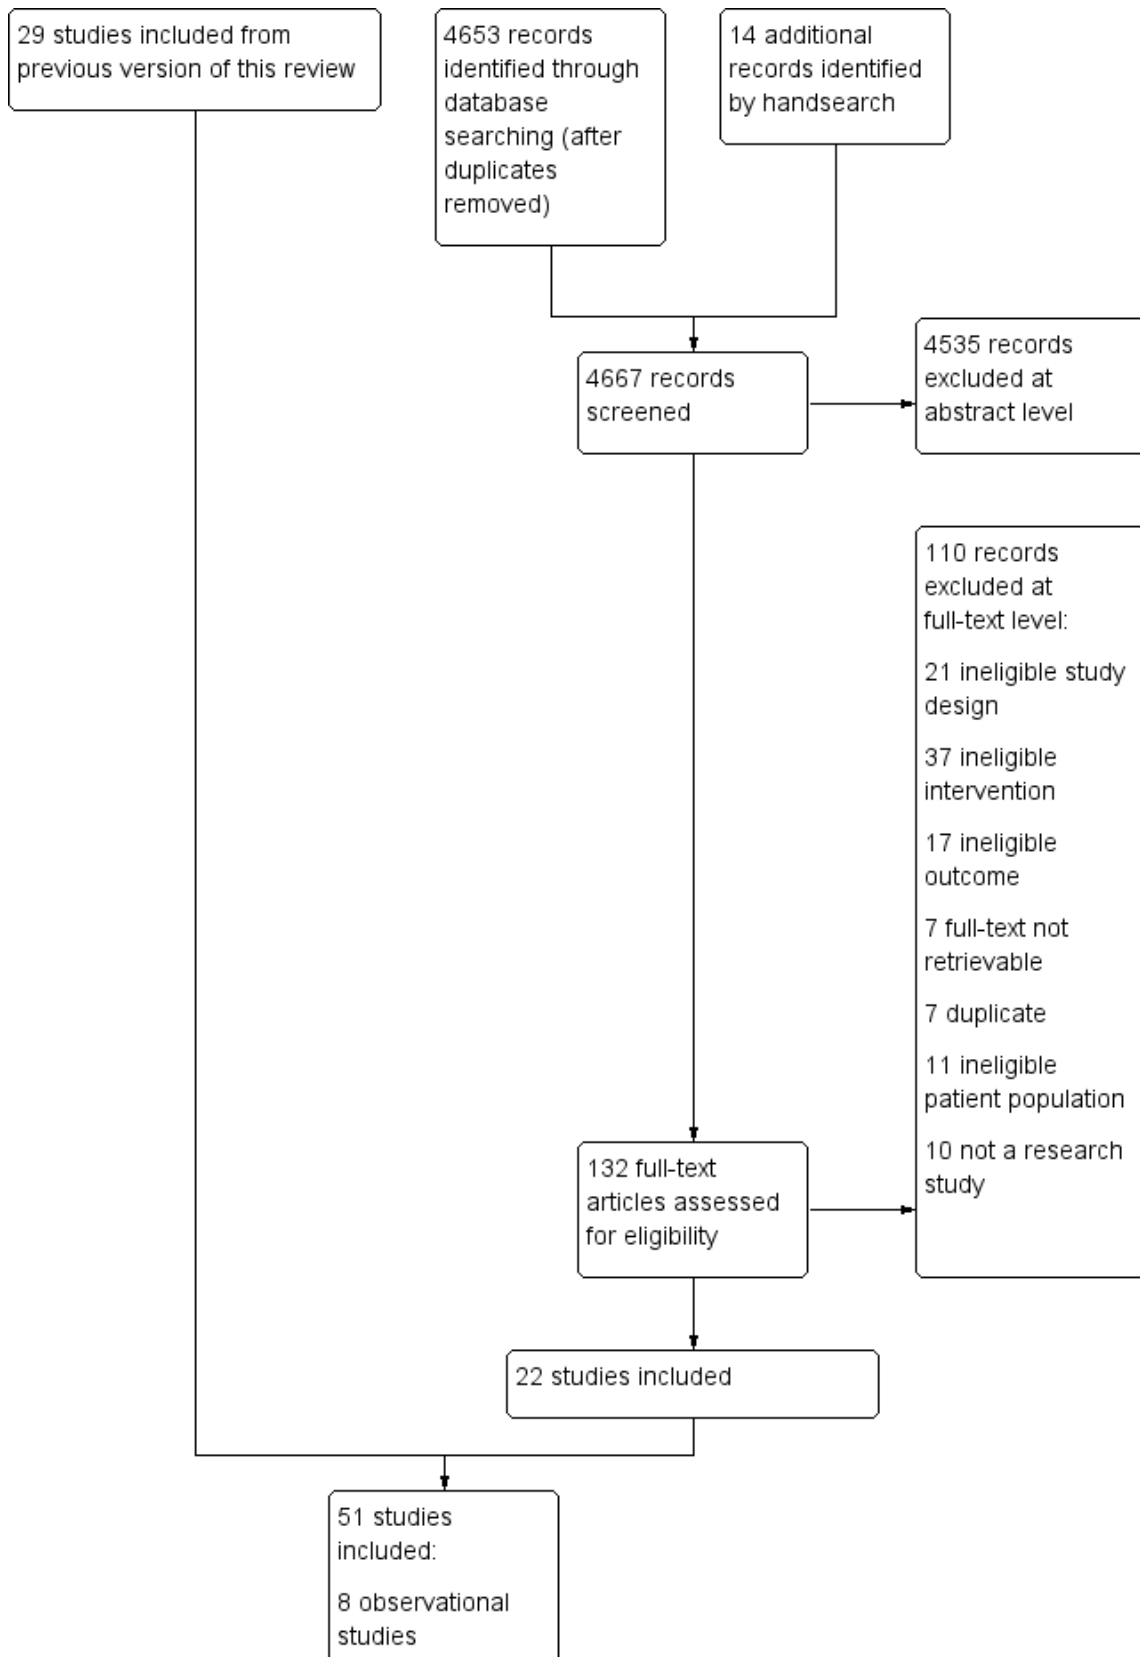 29 studies included from
previous version of this review
4653 records
identified through
database
searching (after
duplicates
removed)
14 additional
records identified
by handsearch
4667 records
screened
4535 records
excluded at
abstract level
110 records
excluded at
full-text level:
21 ineligible study
design
37 ineligible
intervention
17 ineligible
outcome
7 full-text not
retrievable
7 duplicate
11 ineligible
patient population
10 not a research
study
132 full-text
articles assessed
for eligibility
22 studies included
51 studies
included:
8 observational
studies